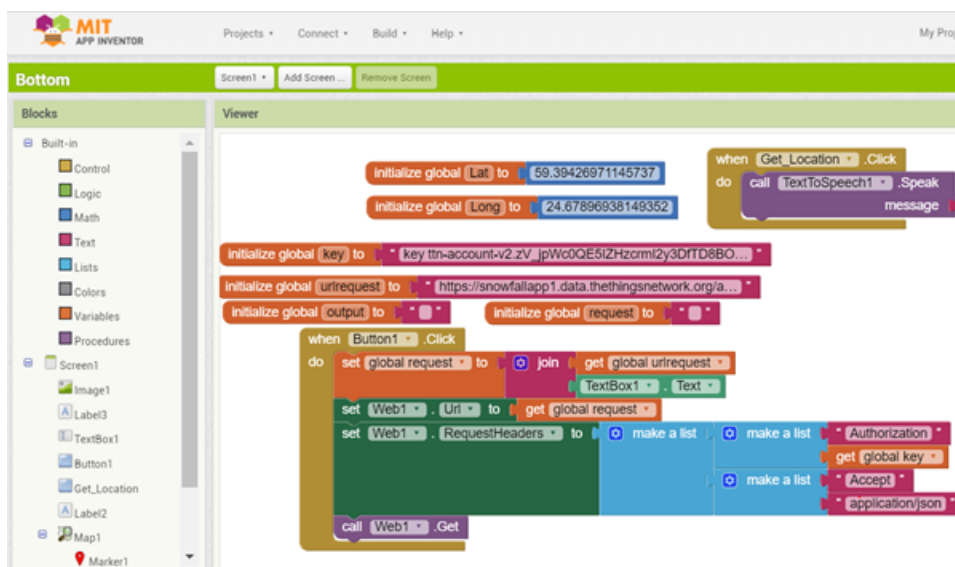 MIT
APP INVENTOR
Projects
Connect
Build
Help
My Proj
Bottom
Screen1
Add Screen ...
Remove Screen
Blocks
Viewer
Built-in
Control
Logic
Math
Text
Lists
Colors
Variables
Procedures
Screen1
Image1
Label3
TextBox1
Button1
Get_Location
Label2
Map1
Marker1
initialize global Lat to 59.39426971145737
initialize global Long to 24.67896938149352
when Get_Location .Click
do call TextToSpeech1 .Speak
message
initialize global key to " key ttn-account-v2.zV_jpWc0QE5IZHzcrmI2y3DfTD8BO... "
initialize global urlrequest to " https://snowfallapp1.data.thethingsnetwork.org/a... "
initialize global output to " "
initialize global request to " "
when Button1 .Click
do set global request to join get global urlrequest
TextBox1 . Text
set Web1 . Url to get global request
set Web1 . RequestHeaders to make a list make a list " Authorization "
get global key
make a list " Accept "
" application/json "
call Web1 .Get